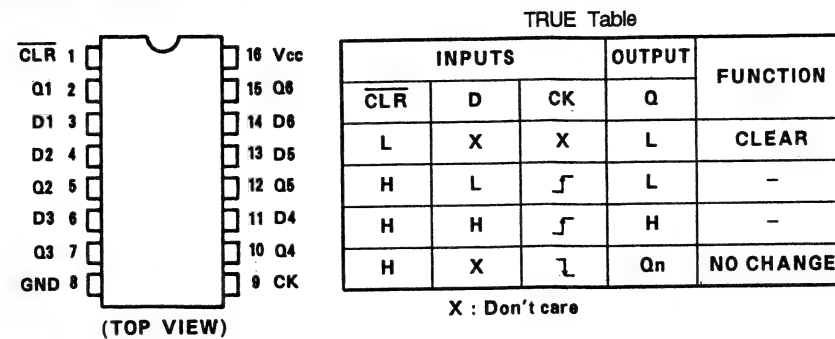 TRUE Table
CLR 1
Q1 2
D1 3
D2 4
Q2 5
D3 6
Q3 7
GND 8
16 Vcc
15 Q6
14 D6
13 D5
12 Q5
11 D4
10 Q4
9 CK
(TOP VIEW)
INPUTS OUTPUT FUNCTION
CLR D CK Q
L X X L CLEAR
H L L –
H H H –
H X Qn NO CHANGE
X : Don't care